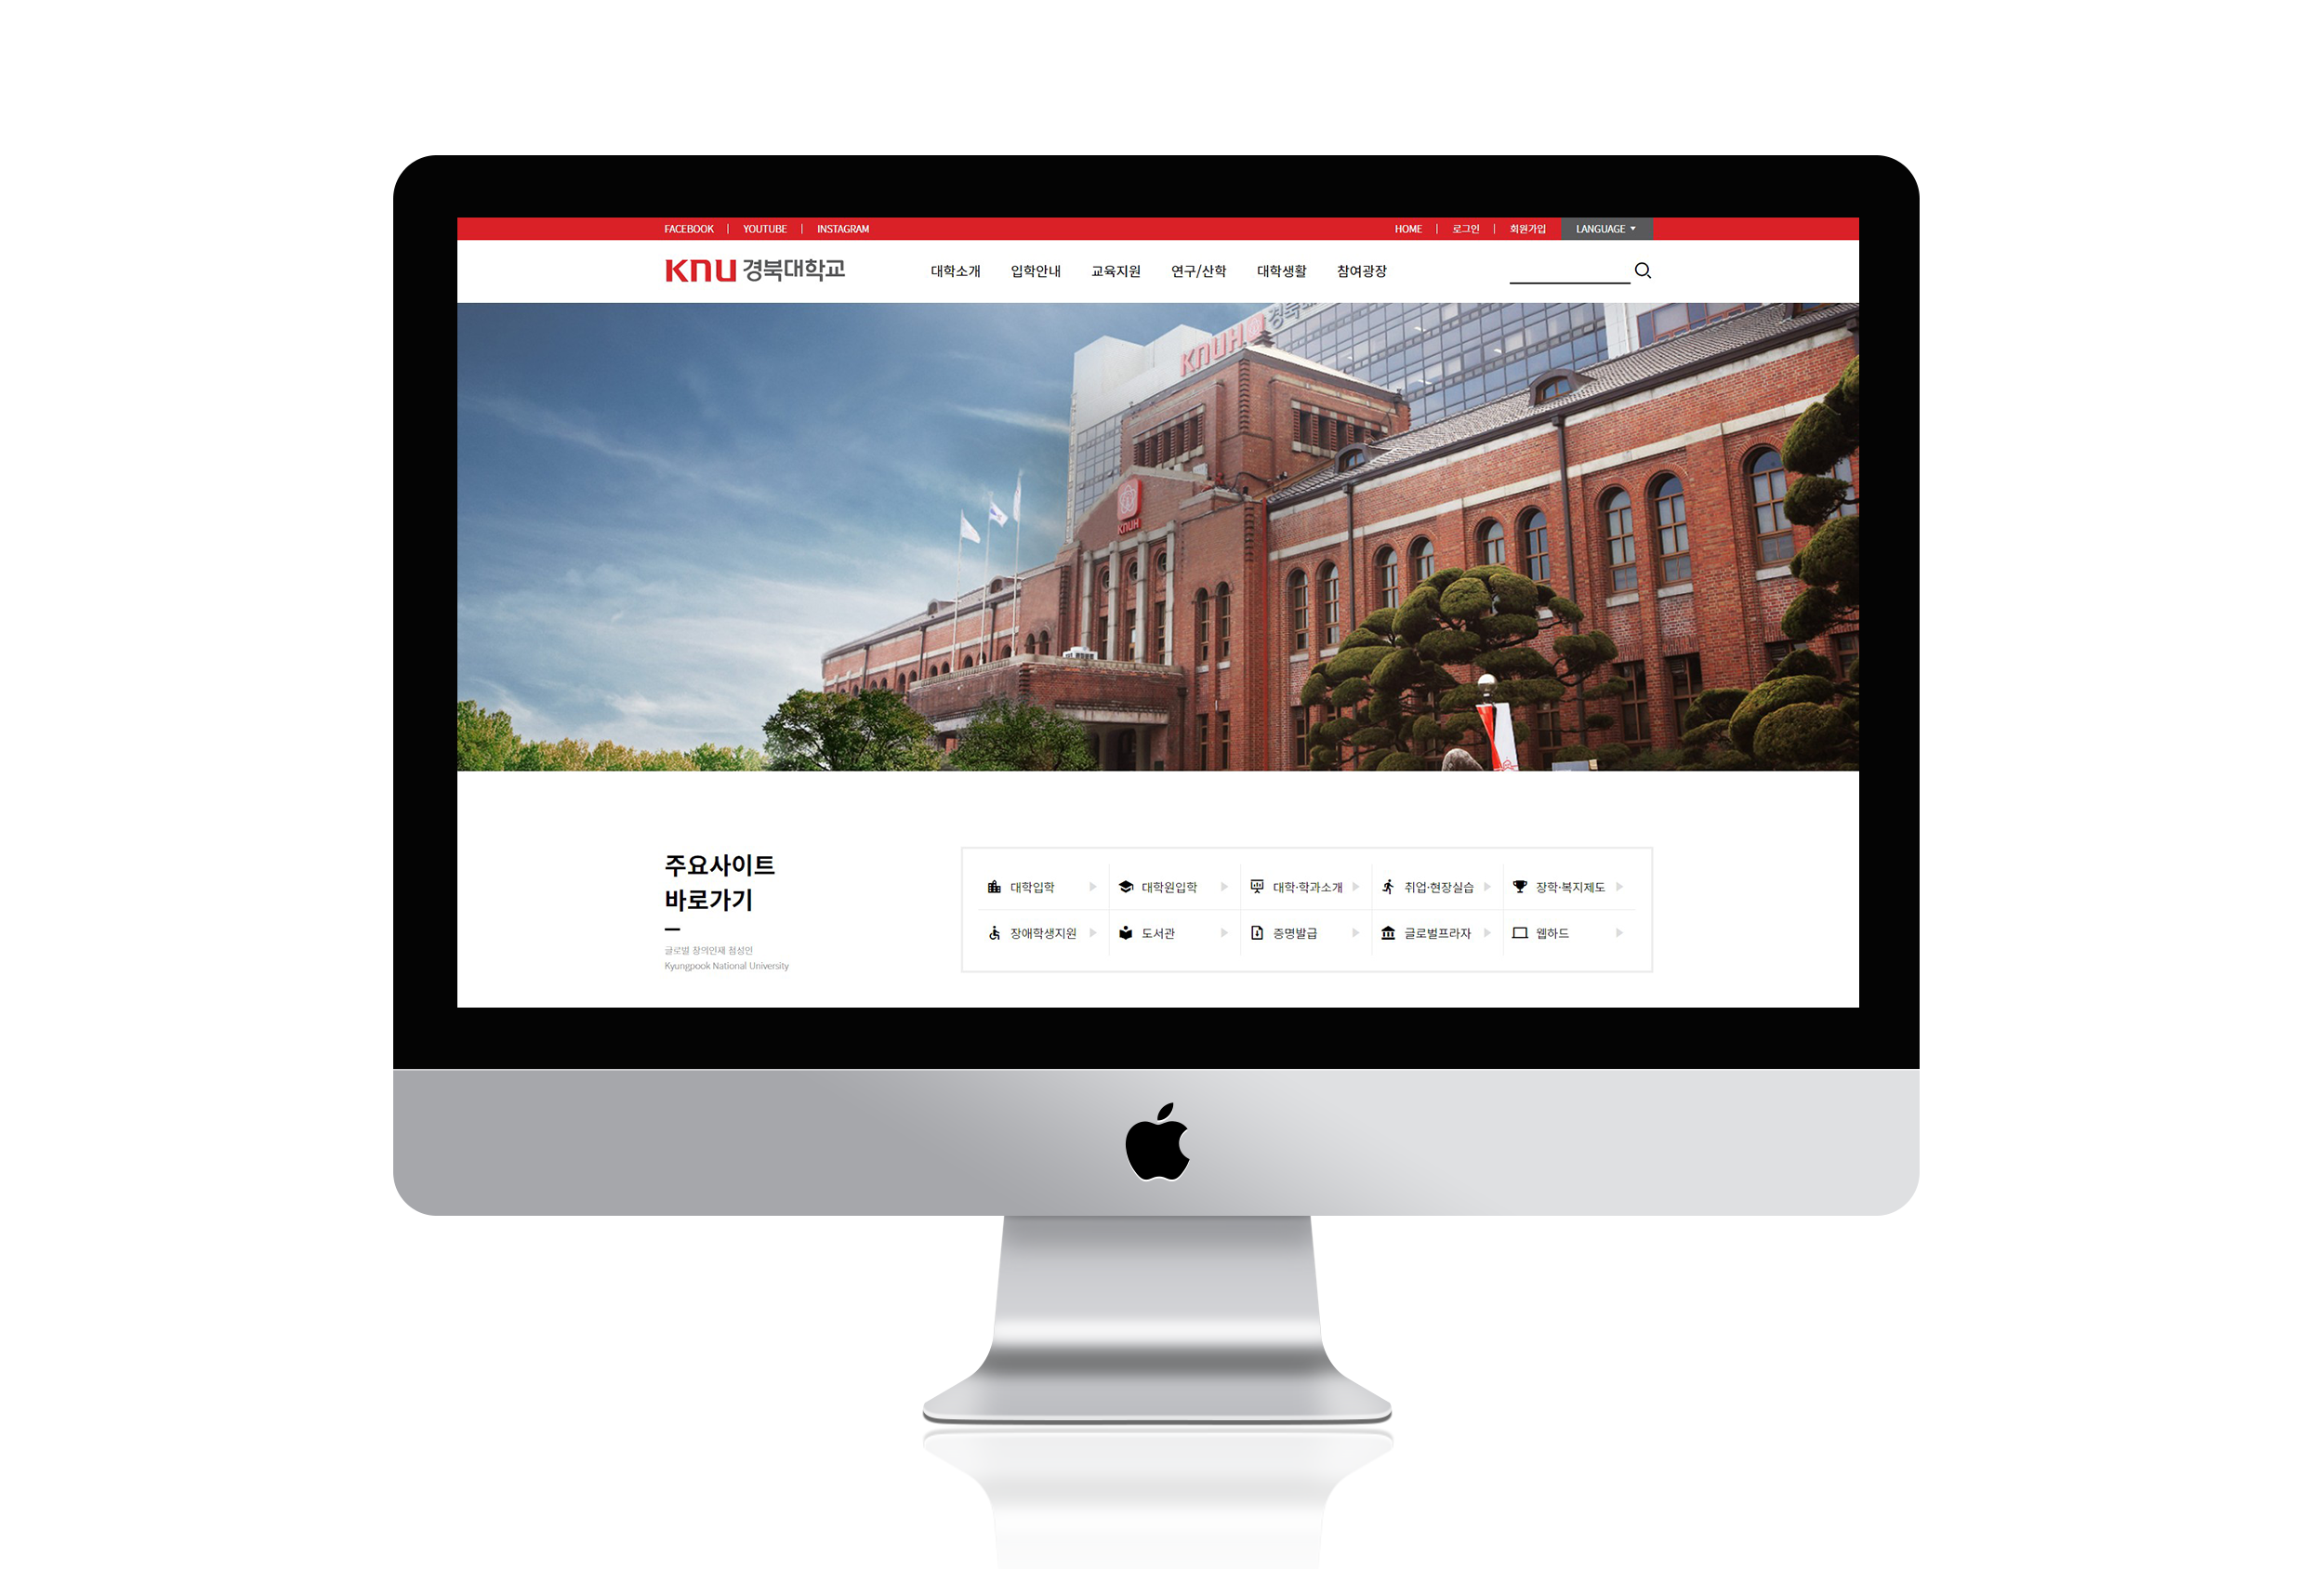 FACEBOOK | YOUTUBE | INSTAGRAM
HOME | 로그인 | 회원가입 LANGUAGE
KNU 경북대학교
대학소개 입학안내 교육지원 연구/산학 대학생활 참여광장
KNUH 경북대
KNUH
주요사이트
바로가기
글로벌 창의인재 첨성인
Kyungpook National University
대학입학 대학원입학 대학·학과소개 취업·현장실습 장학·복지제도
장애학생지원 도서관 증명발급 글로벌프라자 웹하드